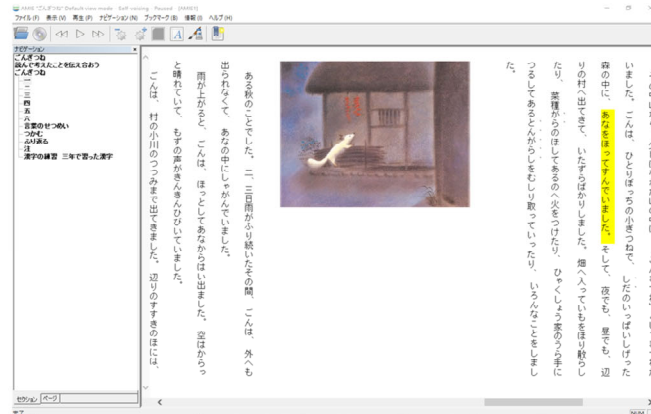 AMIS "ごんぎつね" Default view mode - Self voicing - Paused - [AMIS]
ファイル (F) 表示 (V) 再生 (P) ナビゲーション (N) ブックマーク (B) 情報 (I) ヘルプ (H)
ナビゲーション
ごんぎつね
読んで考えたことを伝え合おう
ごんぎつね
一
二
三
四
五
六
言葉のせつめい
つかむ
ふり返る
注
漢字の練習 三年で習った漢字
セクション ページ
いました。ごんは、ひとりぼっちの小ぎつねで、しだのいっぱいしげった
森の中に、あなをほってすんでいました。そして、夜でも、昼でも、辺
りの村へ出てきて、いたずらばかりしました。畑へ入っていもをほり散らし
たり、菜種がらのほしてあるのへ火をつけたり、ひゃくしょう家のうら手に
つるしてあるとんがらしをむしり取っていったり、いろんなことをしまし
た。
ある秋のことでした。二、三日雨がふり続いたその間、ごんは、外へも
出られなくて、あなの中にしゃがんでいました。
雨が上がると、ごんは、ほっとしてあなからはい出ました。空はからっ
と晴れていて、もずの声がきんきんひびいていました。
ごんは、村の小川のつつみまで出てきました。辺りのすすきのほには、
完了
NUM